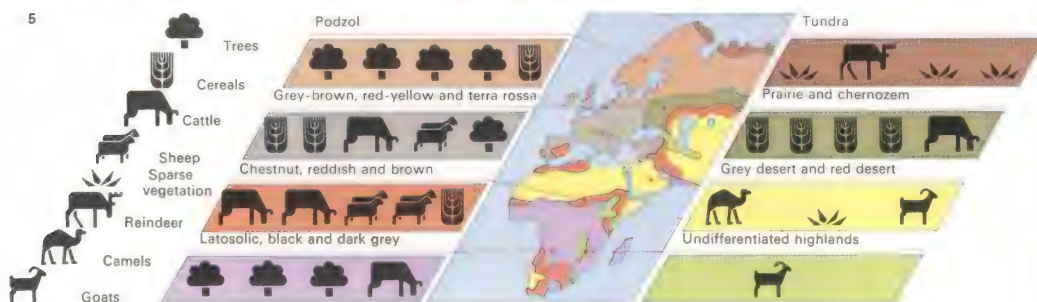 5
Trees
Cereals
Cattle
Sheep
Sparse
vegetation
Reindeer
Camels
Goats
Podzol
Grey-brown, red-yellow and terra rossa
Chestnut, reddish and brown
Latosolic, black and dark grey
Tundra
Prairie and chernozem
Grey desert and red desert
Undifferentiated highlands